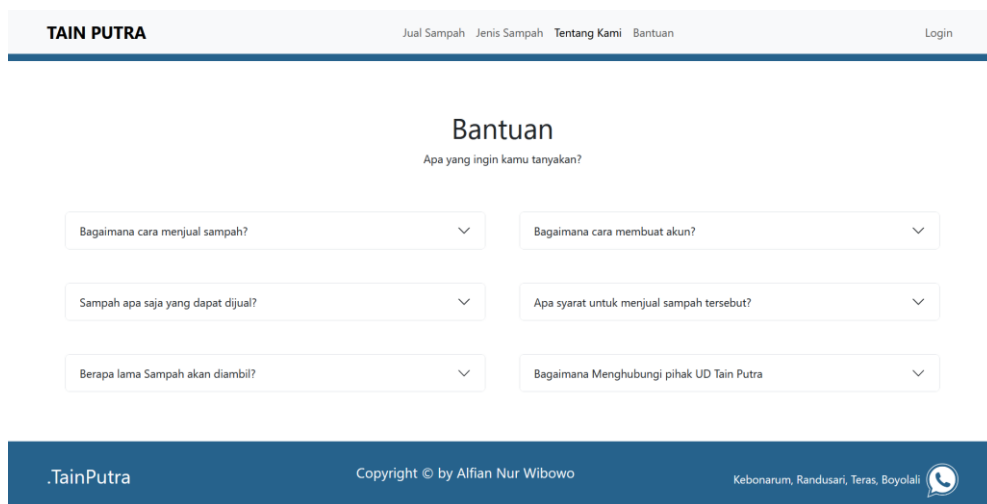 TAIN PUTRA
Jual Sampah Jenis Sampah Tentang Kami Bantuan
Login
Bantuan
Apa yang ingin kamu tanyakan?
Bagaimana cara menjual sampah?
Bagaimana cara membuat akun?
Sampah apa saja yang dapat dijual?
Apa syarat untuk menjual sampah tersebut?
Berapa lama Sampah akan diambil?
Bagaimana Menghubungi pihak UD Tain Putra
.TainPutra
Copyright © by Alfian Nur Wibowo
Kebonarum, Randusari, Teras, Boyolali